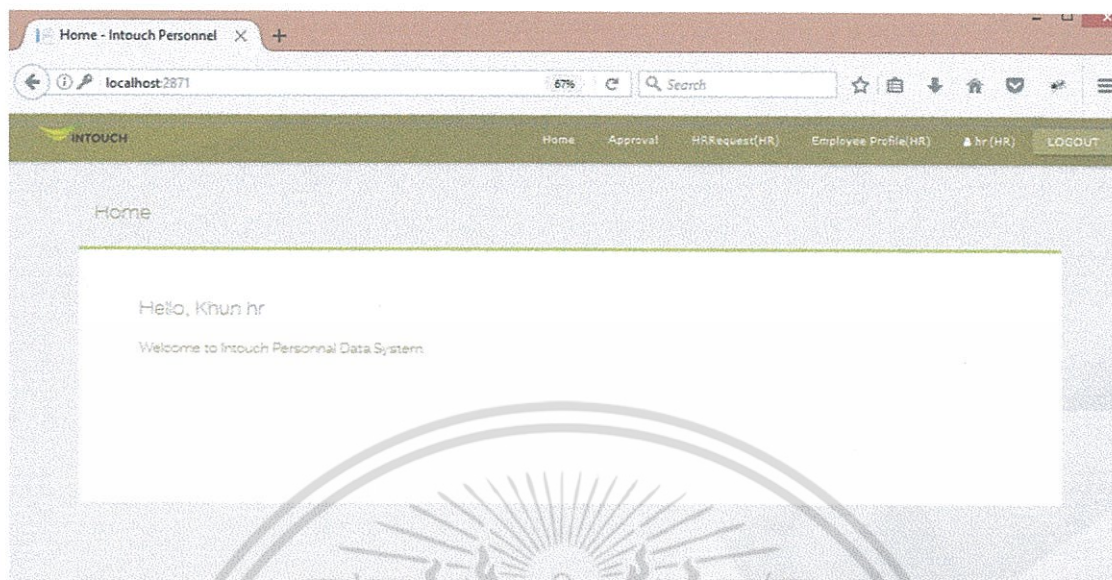 Home - Intouch Personnel
localhost:2871 67% Search
INTOUCH Home Approval HRRequest(HR) Employee Profile(HR) hr (HR) LOGOUT
Home
Hello, Khun hr
Welcome to Intouch Personnal Data System